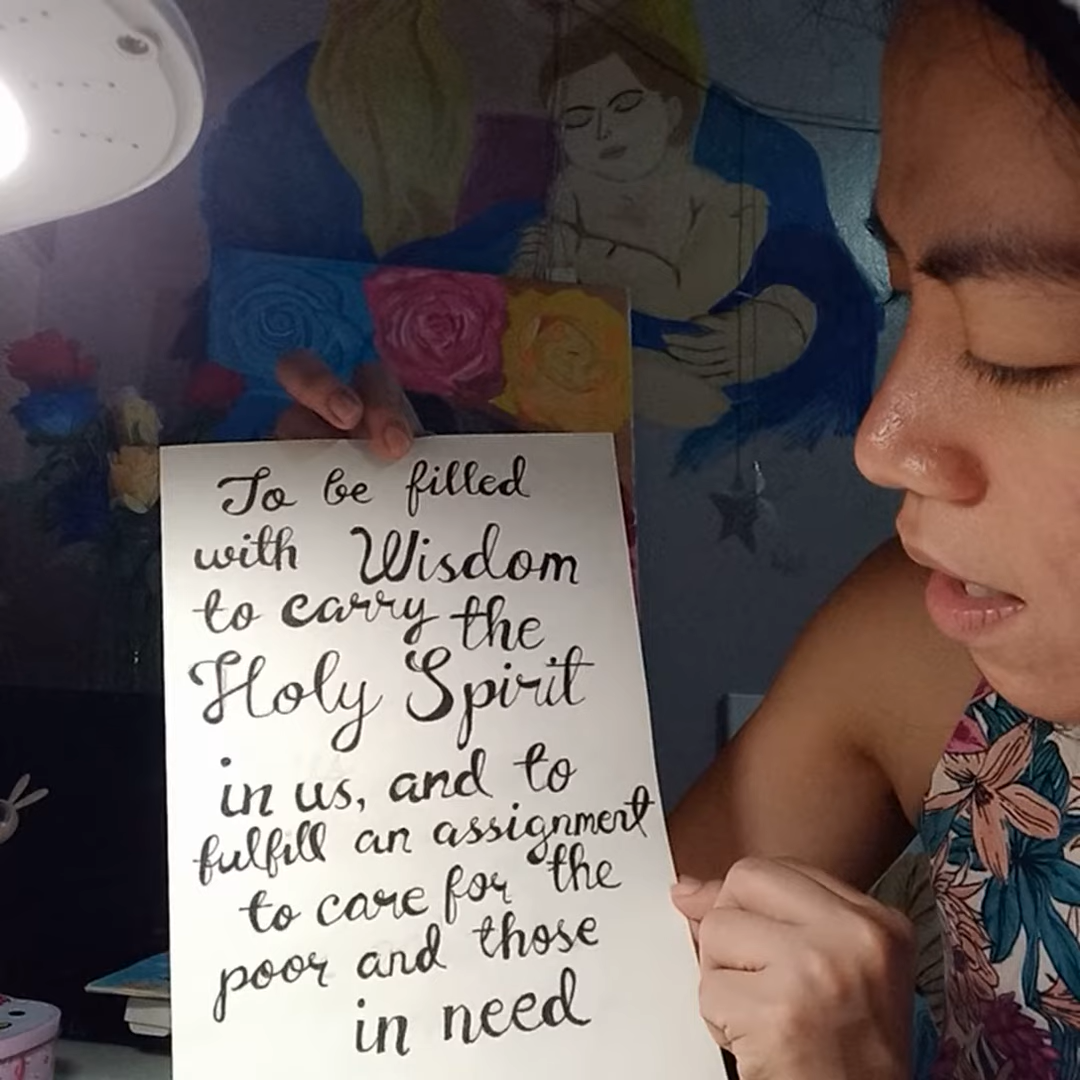 To be filled
with Wisdom
to carry the
Holy Spirit
in us, and to
fulfill an assignment
to care for the
poor and those
in need